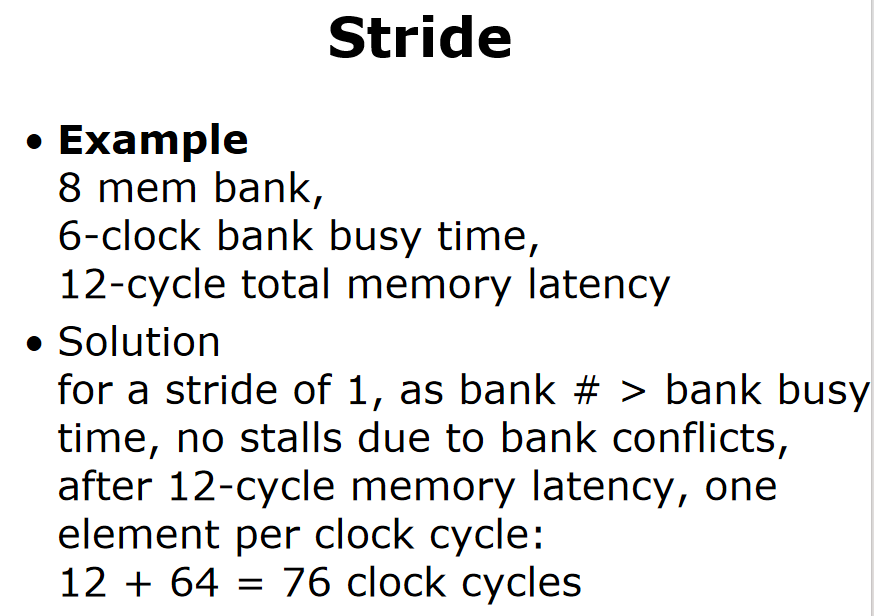 Stride
• Example
8 mem bank,
6-clock bank busy time,
12-cycle total memory latency
• Solution
for a stride of 1, as bank # > bank busy
time, no stalls due to bank conflicts,
after 12-cycle memory latency, one
element per clock cycle:
12 + 64 = 76 clock cycles